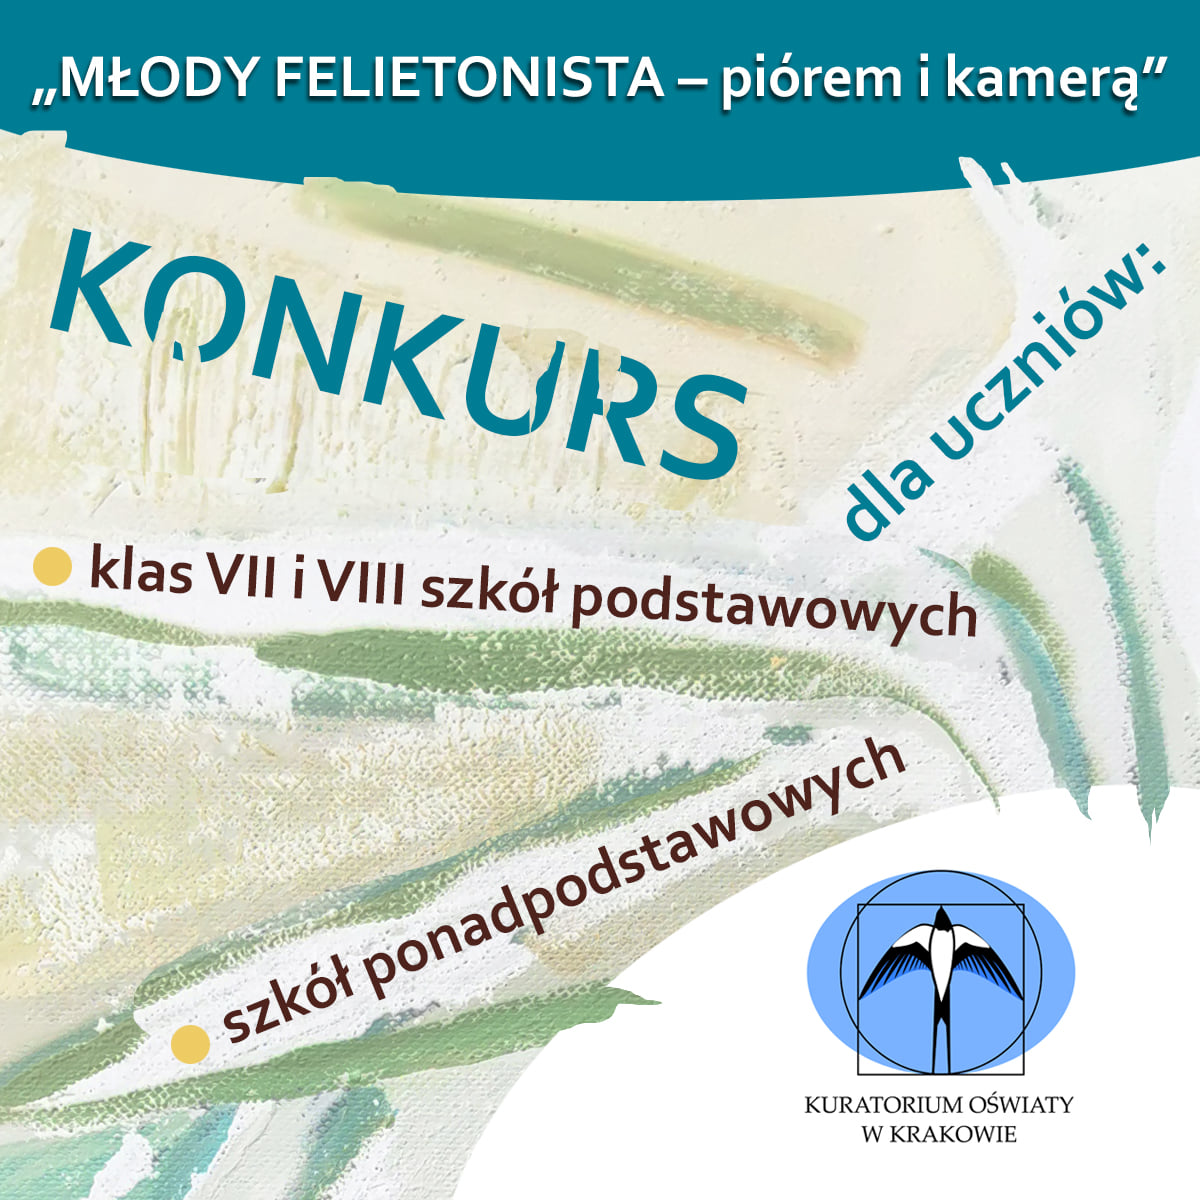 „MŁODY FELIETONISTA – piórem i kamerą”
KONKURS
dla uczniów:
klas VII i VIII szkół podstawowych
szkół ponadpodstawowych
KURATORIUM OŚWIATY
W KRAKOWIE